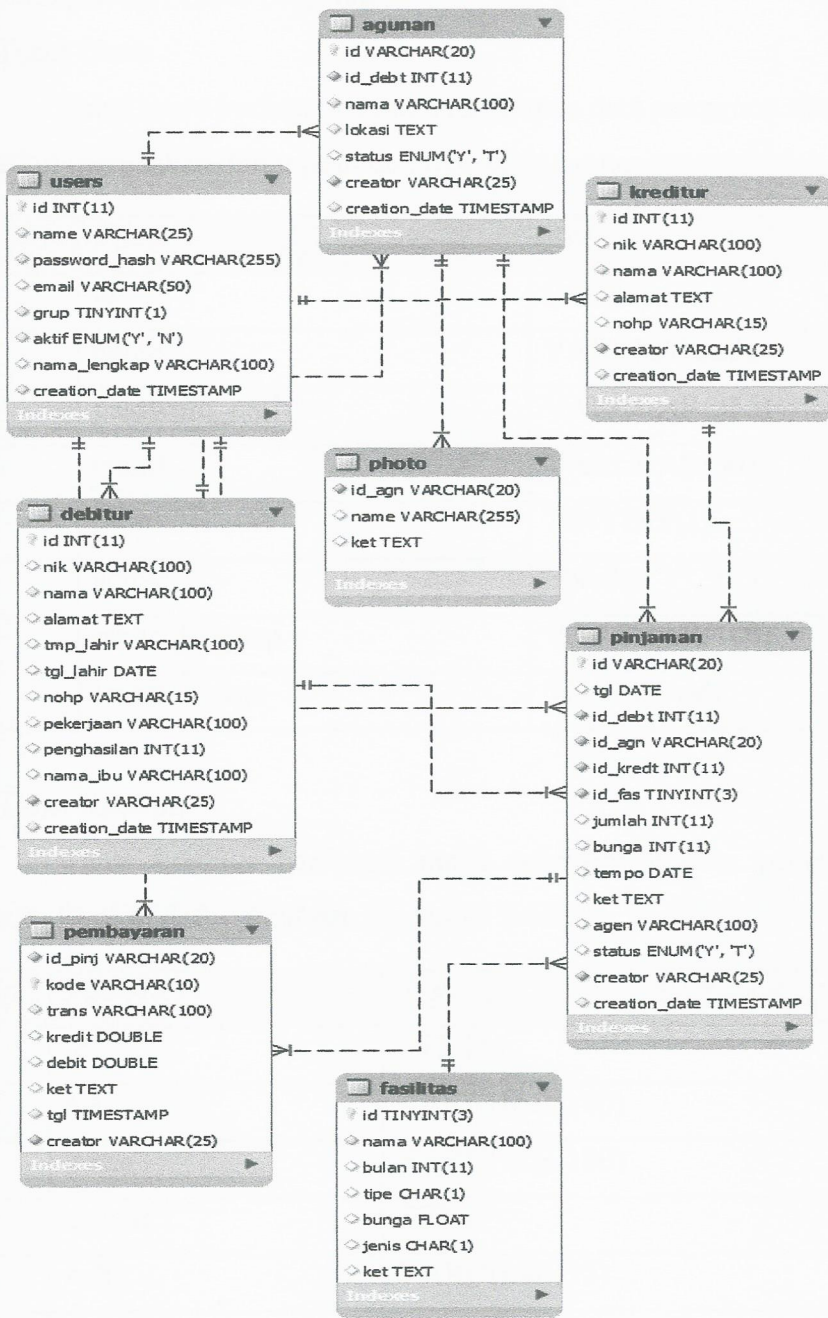 agunan
id VARCHAR(20)
id_debt INT(11)
nama VARCHAR(100)
lokasi TEXT
status ENUM('Y', 'T')
creator VARCHAR(25)
creation_date TIMESTAMP
Indexes
users
id INT(11)
name VARCHAR(25)
password_hash VARCHAR(255)
email VARCHAR(50)
grup TINYINT(1)
aktif ENUM('Y', 'N')
nama_lengkap VARCHAR(100)
creation_date TIMESTAMP
Indexes
kreditur
id INT(11)
nik VARCHAR(100)
nama VARCHAR(100)
alamat TEXT
nohp VARCHAR(15)
creator VARCHAR(25)
creation_date TIMESTAMP
Indexes
photo
id_agn VARCHAR(20)
name VARCHAR(255)
ket TEXT
Indexes
debitur
id INT(11)
nik VARCHAR(100)
nama VARCHAR(100)
alamat TEXT
tmp_lahir VARCHAR(100)
tgl_lahir DATE
nohp VARCHAR(15)
pekerjaan VARCHAR(100)
penghasilan INT(11)
nama_ibu VARCHAR(100)
creator VARCHAR(25)
creation_date TIMESTAMP
Indexes
pinjaman
id VARCHAR(20)
tgl DATE
id_debt INT(11)
id_agn VARCHAR(20)
id_kredt INT(11)
id_fas TINYINT(3)
jumlah INT(11)
bunga INT(11)
tempo DATE
ket TEXT
agen VARCHAR(100)
status ENUM('Y', 'T')
creator VARCHAR(25)
creation_date TIMESTAMP
Indexes
pembayaran
id_pinj VARCHAR(20)
kode VARCHAR(10)
trans VARCHAR(100)
kredit DOUBLE
debit DOUBLE
ket TEXT
tgl TIMESTAMP
creator VARCHAR(25)
Indexes
fasilitas
id TINYINT(3)
nama VARCHAR(100)
bulan INT(11)
tipe CHAR(1)
bunga FLOAT
jenis CHAR(1)
ket TEXT
Indexes